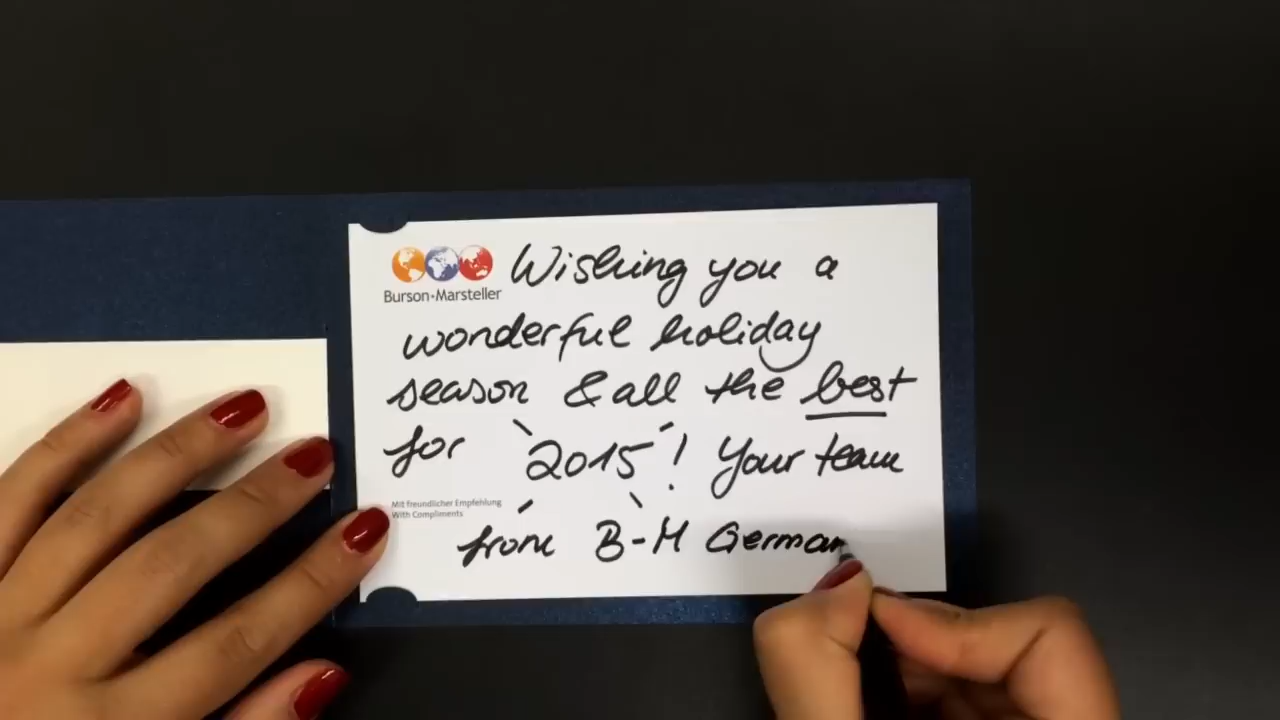 Wishing you a
Burson•Marsteller
wonderful holiday
season & all the best
for 2015! Your team
Mit freundlicher Empfehlung
With Compliments
from B-M German